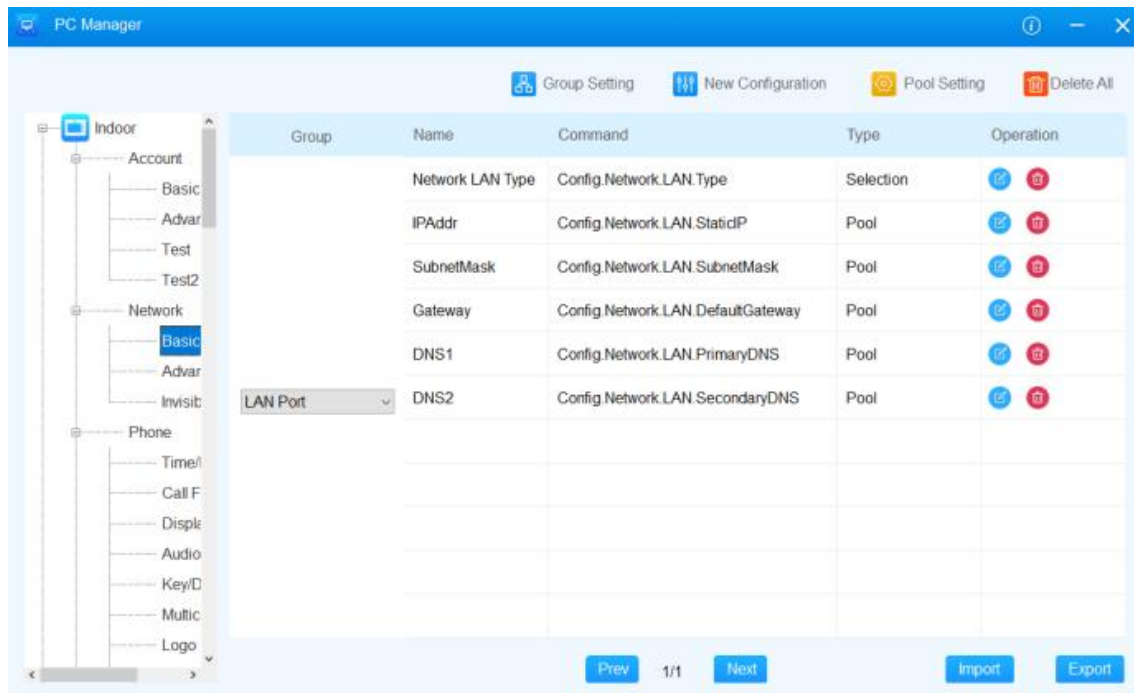 PC Manager
Group Setting New Configuration Pool Setting Delete All
Indoor
Account
Basic
Advar
Test
Test2
Network
Basic
Advar
Invisib
Phone
Time/
Call F
Displa
Audio
Key/D
Multic
Logo
Group Name Command Type Operation
LAN Port
Network LAN Type Config.Network.LAN.Type Selection
IPAddr Config.Network.LAN.StaticIP Pool
SubnetMask Config.Network.LAN.SubnetMask Pool
Gateway Config.Network.LAN.DefaultGateway Pool
DNS1 Config.Network.LAN.PrimaryDNS Pool
DNS2 Config.Network.LAN.SecondaryDNS Pool
Prev 1/1 Next Import Export